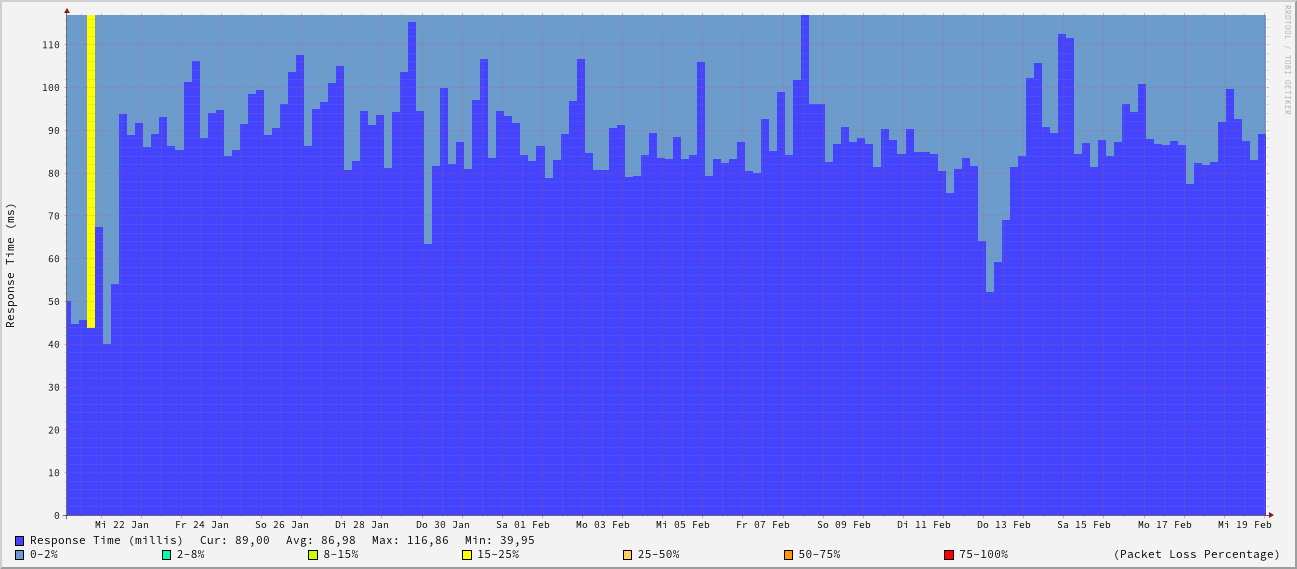 RRDTOOL / TOBI OETIKER
Response Time (ms)
110
100
90
80
70
60
50
40
30
20
10
0
Mi 22 Jan Fr 24 Jan So 26 Jan Di 28 Jan Do 30 Jan Sa 01 Feb Mo 03 Feb Mi 05 Feb Fr 07 Feb So 09 Feb Di 11 Feb Do 13 Feb Sa 15 Feb Mo 17 Feb Mi 19 Feb
Response Time (millis) Cur: 89,00 Avg: 86,98 Max: 116,86 Min: 39,95
0-2% 2-8% 8-15% 15-25% 25-50% 50-75% 75-100% (Packet Loss Percentage)